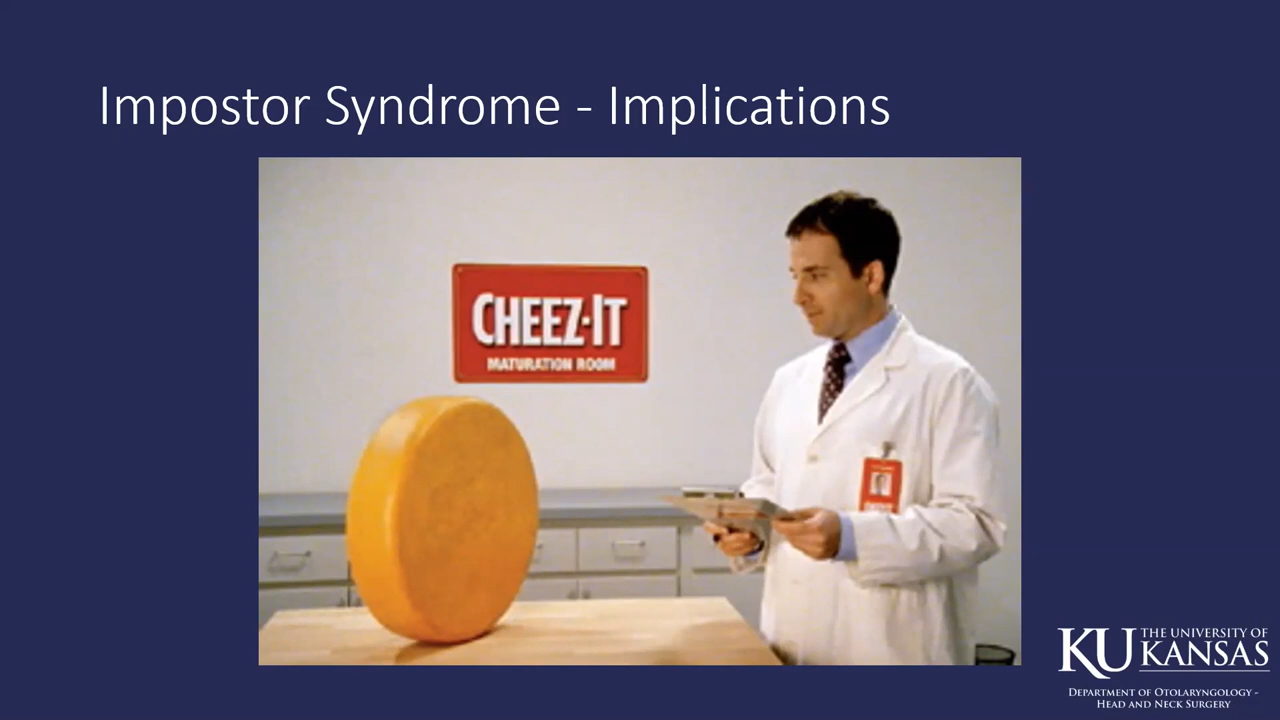 Impostor Syndrome - Implications
CHEEZ-IT
MATURATION ROOM
KU THE UNIVERSITY OF
KANSAS
DEPARTMENT OF OTOLARYNGOLOGY -
HEAD AND NECK SURGERY